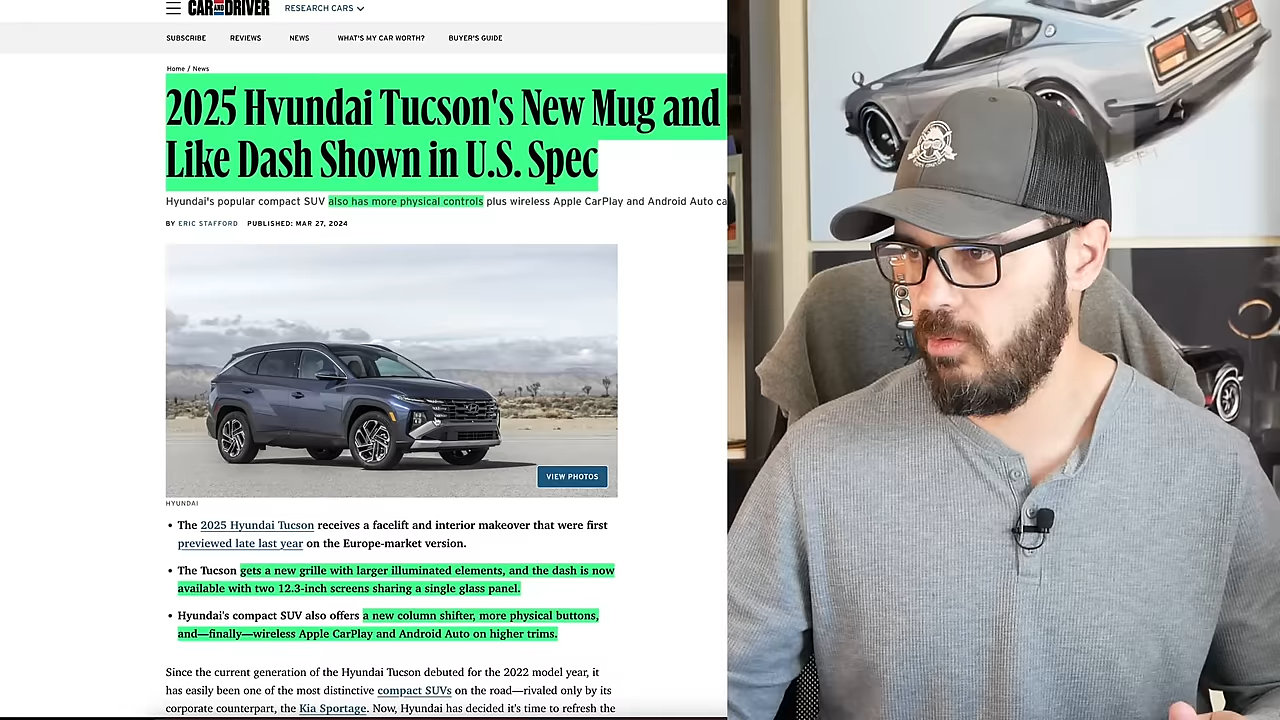 CAR AND DRIVER RESEARCH CARS
SUBSCRIBE REVIEWS NEWS WHAT'S MY CAR WORTH? BUYER'S GUIDE
Home / News
2025 Hyundai Tucson's New Mug and
Like Dash Shown in U.S. Spec
Hyundai's popular compact SUV also has more physical controls plus wireless Apple CarPlay and Android Auto ca
BY ERIC STAFFORD PUBLISHED: MAR 27, 2024
VIEW PHOTOS
HYUNDAI
• The 2025 Hyundai Tucson receives a facelift and interior makeover that were first
previewed late last year on the Europe-market version.
• The Tucson gets a new grille with larger illuminated elements, and the dash is now
available with two 12.3-inch screens sharing a single glass panel.
• Hyundai's compact SUV also offers a new column shifter, more physical buttons,
and—finally—wireless Apple CarPlay and Android Auto on higher trims.
Since the current generation of the Hyundai Tucson debuted for the 2022 model year, it
has easily been one of the most distinctive compact SUVs on the road—rivaled only by its
corporate counterpart, the Kia Sportage. Now, Hyundai has decided it's time to refresh the